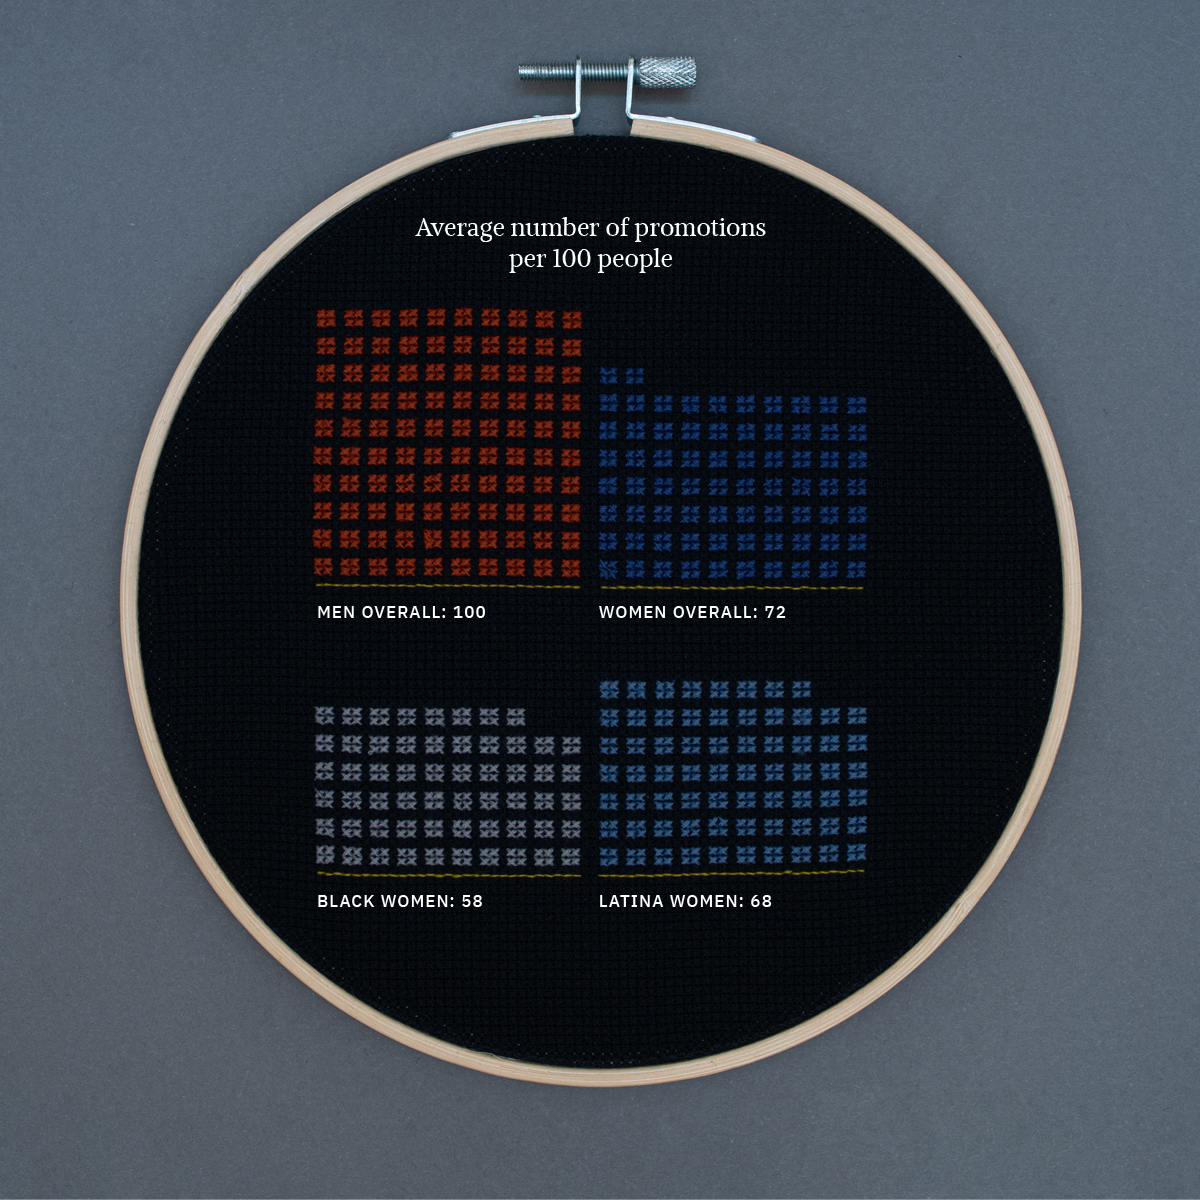 Average number of promotions
per 100 people
MEN OVERALL: 100
WOMEN OVERALL: 72
BLACK WOMEN: 58
LATINA WOMEN: 68